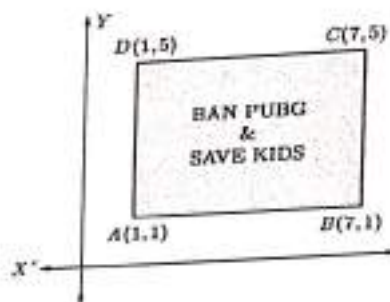 Y
D(1,5)
C(7,5)
BAN PUBG
&
SAVE KIDS
A(1,1)
B(7,1)
X'